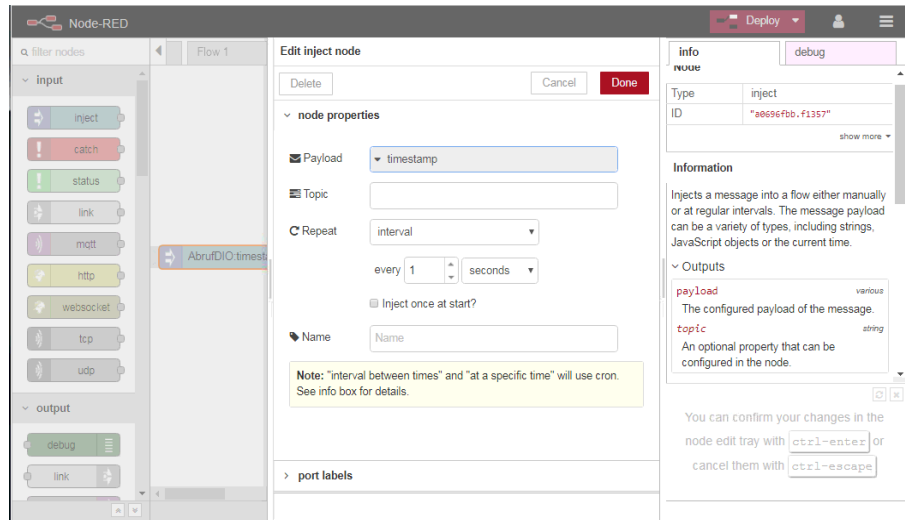 Node-RED
Deploy
filter nodes
input
inject
catch
status
link
mqtt
http
websocket
tcp
udp
output
debug
link
Flow 1
AbrufDIO:timest
Edit inject node
Delete
Cancel
Done
node properties
Payload
timestamp
Topic
Repeat
interval
every 1 seconds
Inject once at start?
Name
Name
Note: "interval between times" and "at a specific time" will use cron.
See info box for details.
port labels
info
debug
Node
Type inject
ID "a0696fbb.f1357"
show more
Information
Injects a message into a flow either manually
or at regular intervals. The message payload
can be a variety of types, including strings,
JavaScript objects or the current time.
Outputs
payload various
The configured payload of the message.
topic string
An optional property that can be
configured in the node.
You can confirm your changes in the
node edit tray with ctrl-enter or
cancel them with ctrl-escape